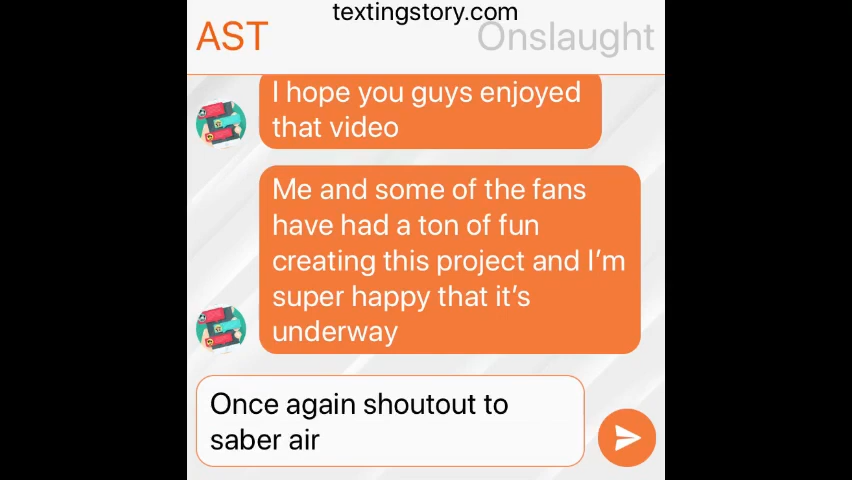 textingstory.com
AST Onslaught
I hope you guys enjoyed
that video
Me and some of the fans
have had a ton of fun
creating this project and I’m
super happy that it’s
underway
Once again shoutout to
saber air